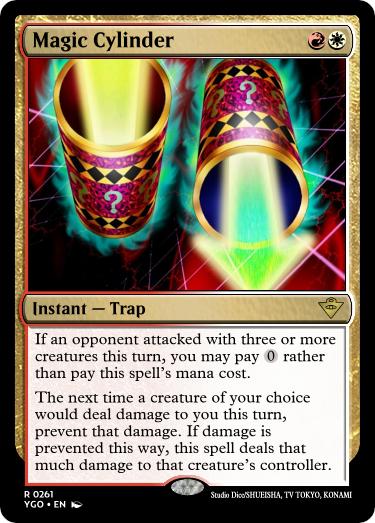 Magic Cylinder
? ?
Instant — Trap
If an opponent attacked with three or more
creatures this turn, you may pay 0 rather
than pay this spell's mana cost.
The next time a creature of your choice
would deal damage to you this turn,
prevent that damage. If damage is
prevented this way, this spell deals that
much damage to that creature's controller.
R 0261
YGO • EN
Studio Dice/SHUEISHA, TV TOKYO, KONAMI